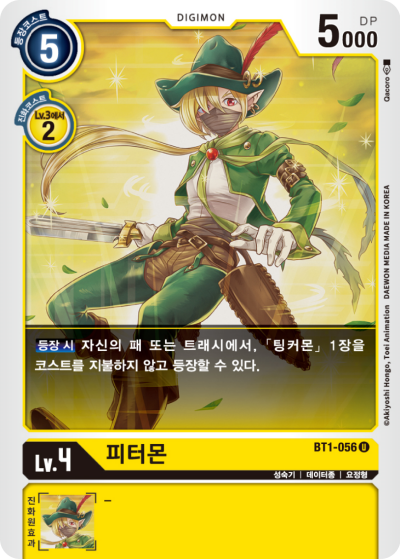 등장코스트
5
DIGIMON
DP
5000
진화코스트
Lv.3에서
2
Qacoro
등장 시 자신의 패 또는 트래시에서, 「팅커몬」 1장을
코스트를 지불하지 않고 등장할 수 있다.
©Akiyoshi Hongo, Toei Animation DAEWON MEDIA MADE IN KOREA
BT1-056 U
Lv.4
피터몬
성숙기 | 데이터종 | 요정형
진화원효과
–